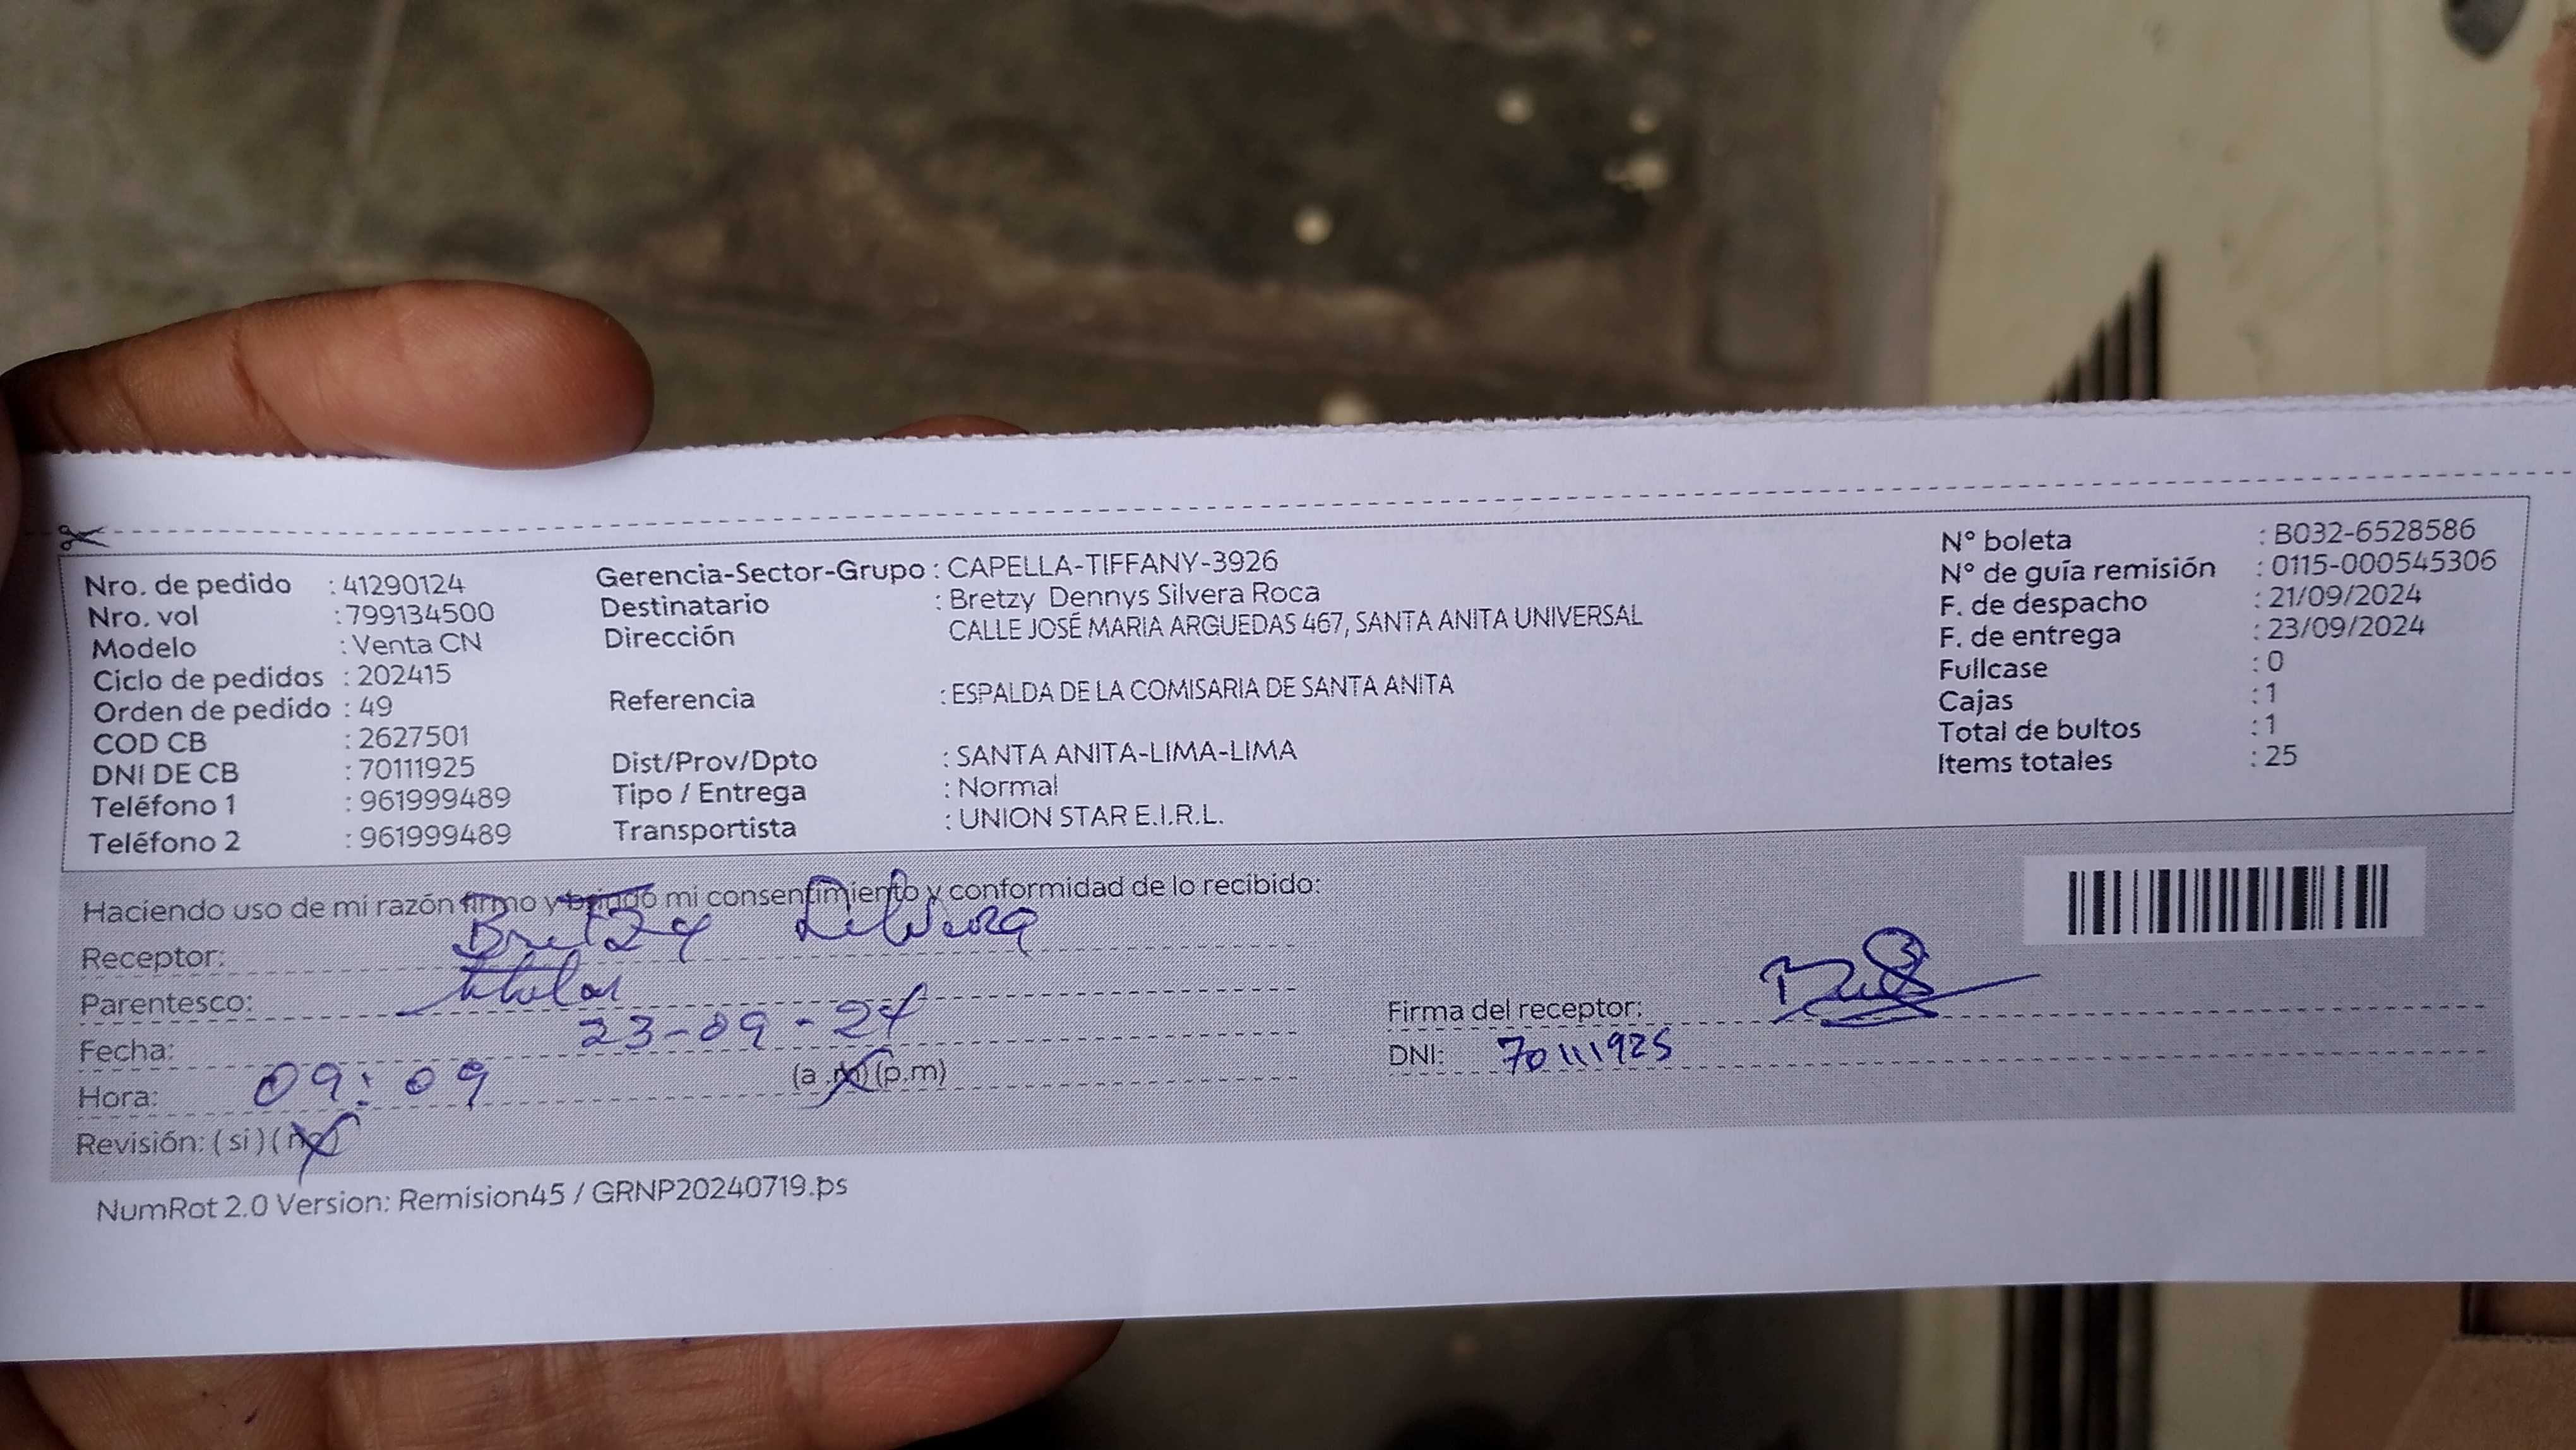 Nro. de pedido : 41290124
Nro. vol : 799134500
Modelo : Venta CN
Ciclo de pedidos : 202415
Orden de pedido : 49
COD CB : 2627501
DNI DE CB : 70111925
Teléfono 1 : 961999489
Teléfono 2 : 961999489
Gerencia-Sector-Grupo : CAPELLA-TIFFANY-3926
Destinatario : Bretzy Dennys Silvera Roca
Dirección CALLE JOSÉ MARIA ARGUEDAS 467, SANTA ANITA UNIVERSAL
Referencia : ESPALDA DE LA COMISARIA DE SANTA ANITA
Dist/Prov/Dpto : SANTA ANITA-LIMA-LIMA
Tipo / Entrega : Normal
Transportista : UNION STAR E.I.R.L.
N° boleta : B032-6528586
N° de guía remisión : 0115-000545306
F. de despacho : 21/09/2024
F. de entrega : 23/09/2024
Fullcase : 0
Cajas : 1
Total de bultos : 1
Items totales : 25
Haciendo uso de mi razón firmo y brindo mi consentimiento y conformidad de lo recibido:
Receptor: Bretzy
Parentesco: titular
Fecha: 23-09-24
Hora: 09:09 (a.m) (p.m)
Revisión: (si) (no)
Firma del receptor:
DNI: 70111925
NumRot 2.0 Version: Remision45 / GRNP20240719.ps